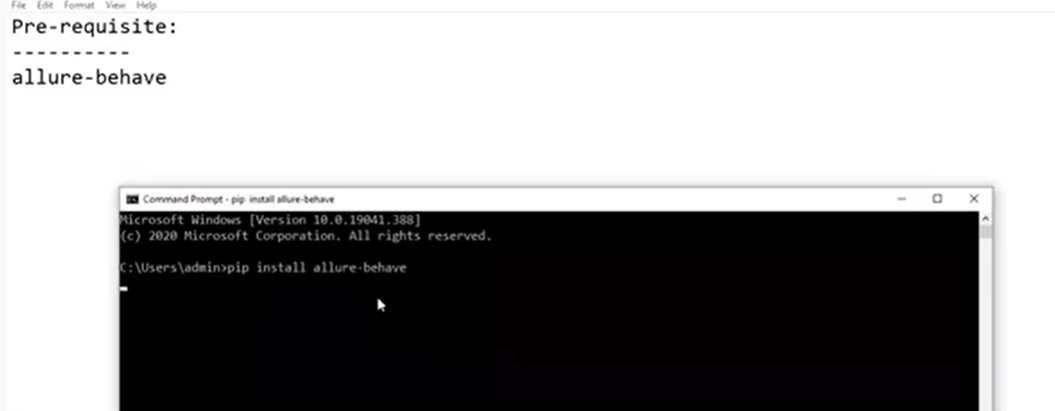 File Edit Format View Help
Pre-requisite:
----------
allure-behave
Command Prompt - pip install allure-behave
Microsoft Windows [Version 10.0.19041.388]
(c) 2020 Microsoft Corporation. All rights reserved.
C:\Users\admin>pip install allure-behave